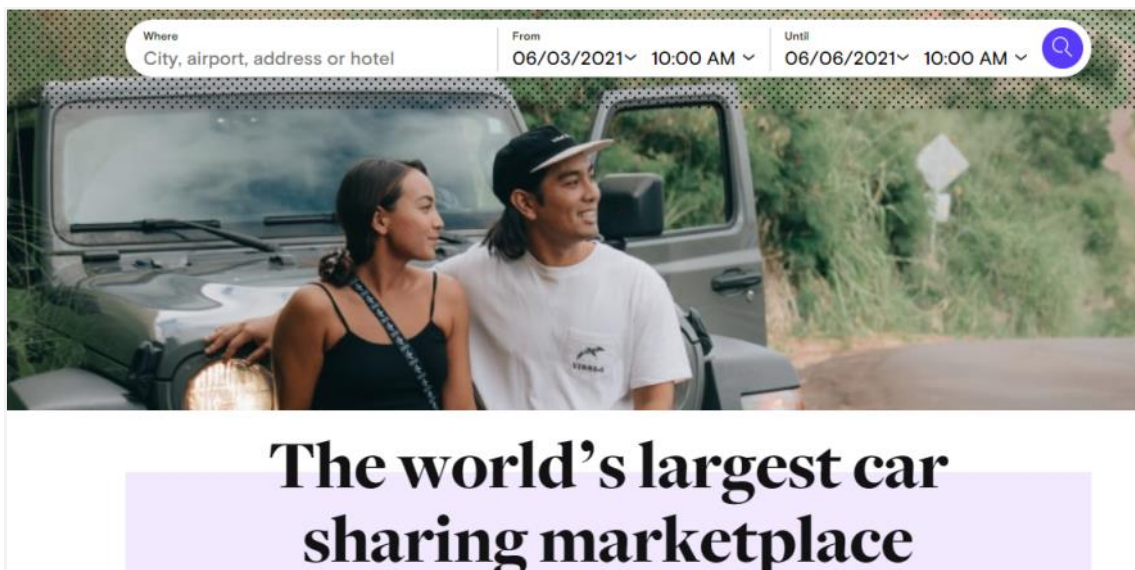 Where
City, airport, address or hotel
From
06/03/2021 10:00 AM
Until
06/06/2021 10:00 AM
The world's largest car
sharing marketplace